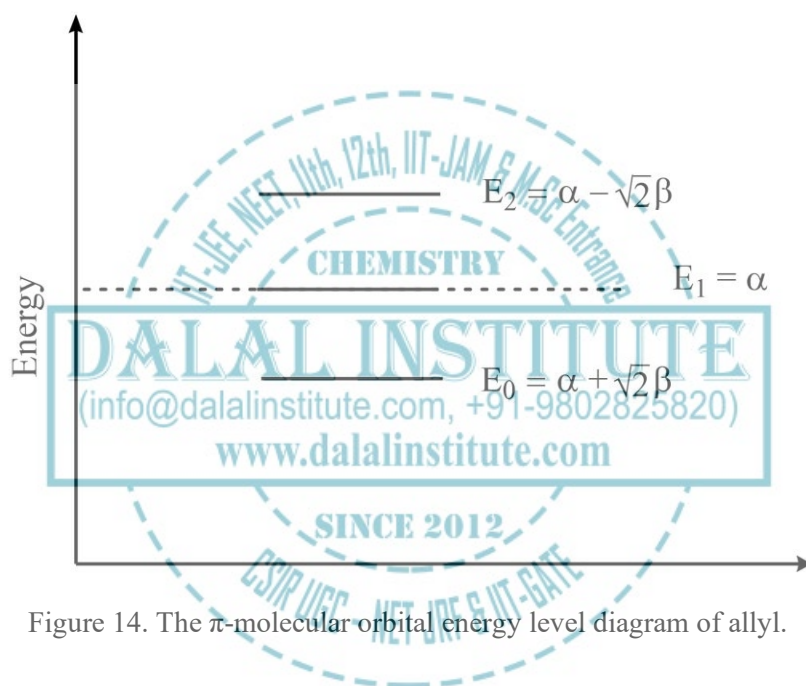 IIT-JEE, NEET, 11th, 12th, IIT-JAM & M.Sc Entrance
E₂ = α − √2β
CHEMISTRY
E₁ = α
Energy
DALAL INSTITUTE
E₀ = α + √2β
(info@dalalinstitute.com, +91-9802825820)
www.dalalinstitute.com
SINCE 2012
CSIR UGC - NET JRF & IIT-GATE
Figure 14. The π-molecular orbital energy level diagram of allyl.